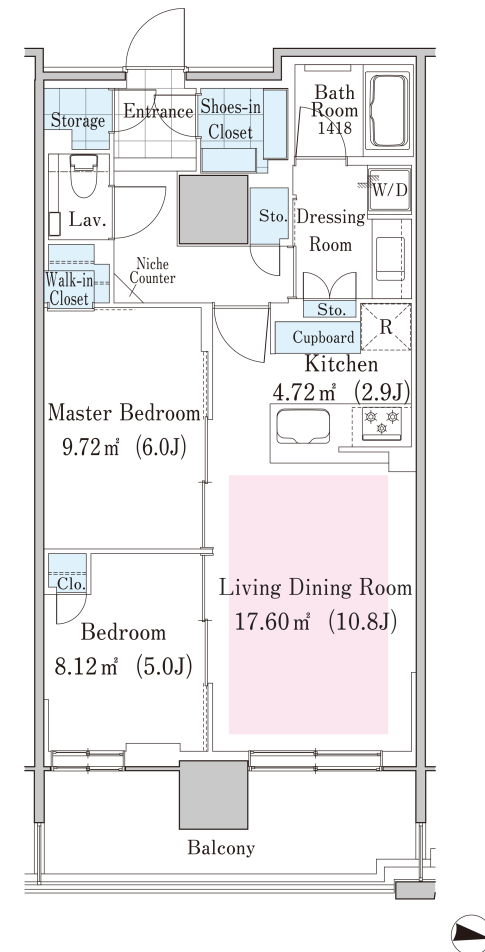 Bath
Room
1418
Storage
Entrance
Shoes-in
Closet
W/D
Lav.
Sto.
Dressing
Room
Niche
Counter
Walk-in
Closet
Sto.
Cupboard
R
Kitchen
4.72㎡ (2.9J)
Master Bedroom
9.72㎡ (6.0J)
Clo.
Living Dining Room
17.60㎡ (10.8J)
Bedroom
8.12㎡ (5.0J)
Balcony